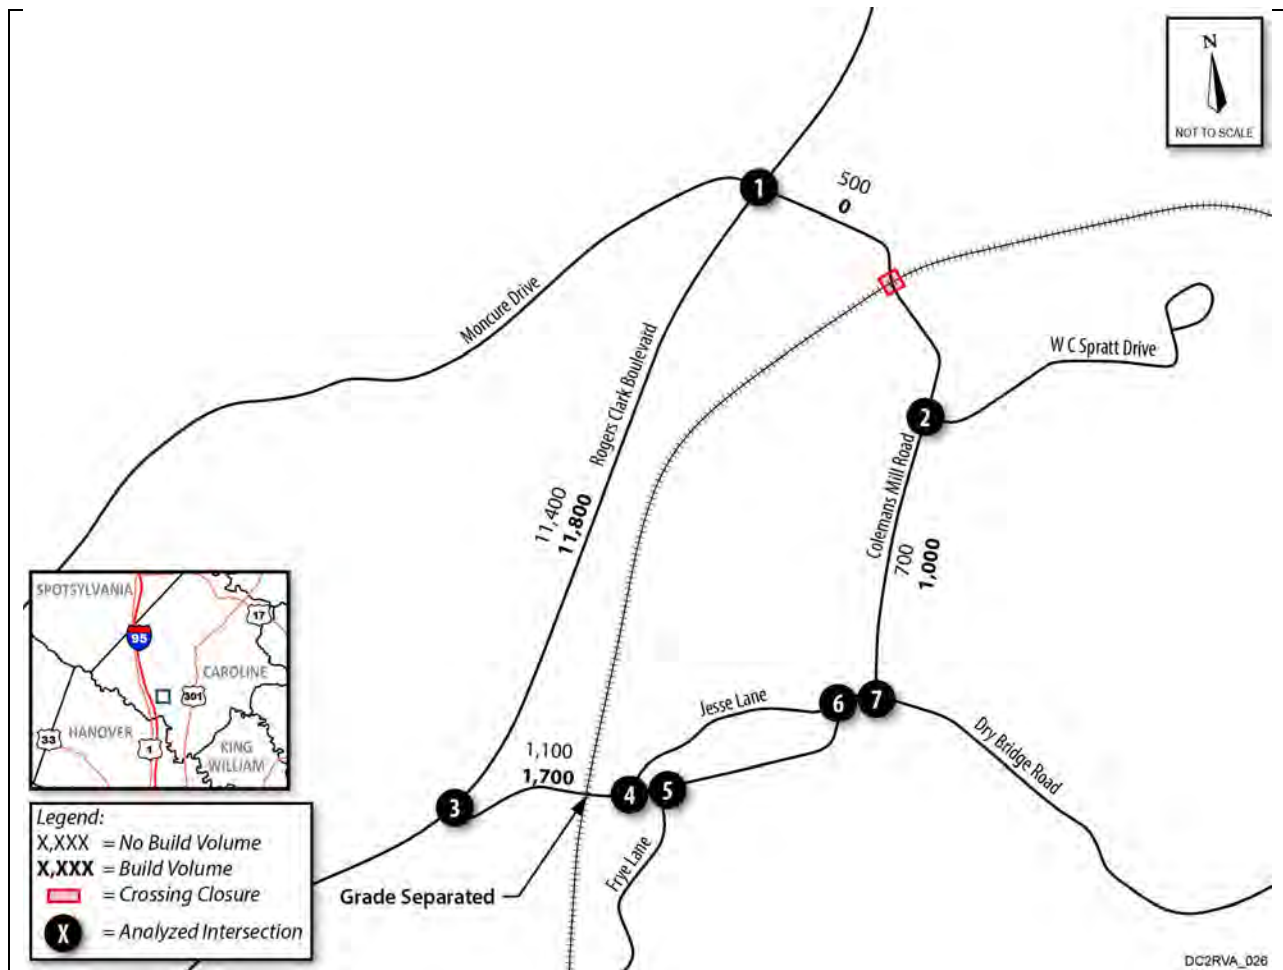 N
NOT TO SCALE
1
500
0
Moncure Drive
Rogers Clark Boulevard
W C Spratt Drive
2
Colemans Mill Road
11,400
11,800
700
1,000
SPOTSYLVANIA
17
95
CAROLINE
301
HANOVER
33
1
KING
WILLIAM
Jesse Lane
6
7
Dry Bridge Road
1,100
1,700
3
4
5
Frye Lane
Grade Separated
Legend:
X,XXX = No Build Volume
X,XXX = Build Volume
= Crossing Closure
X = Analyzed Intersection
DC2RVA_026